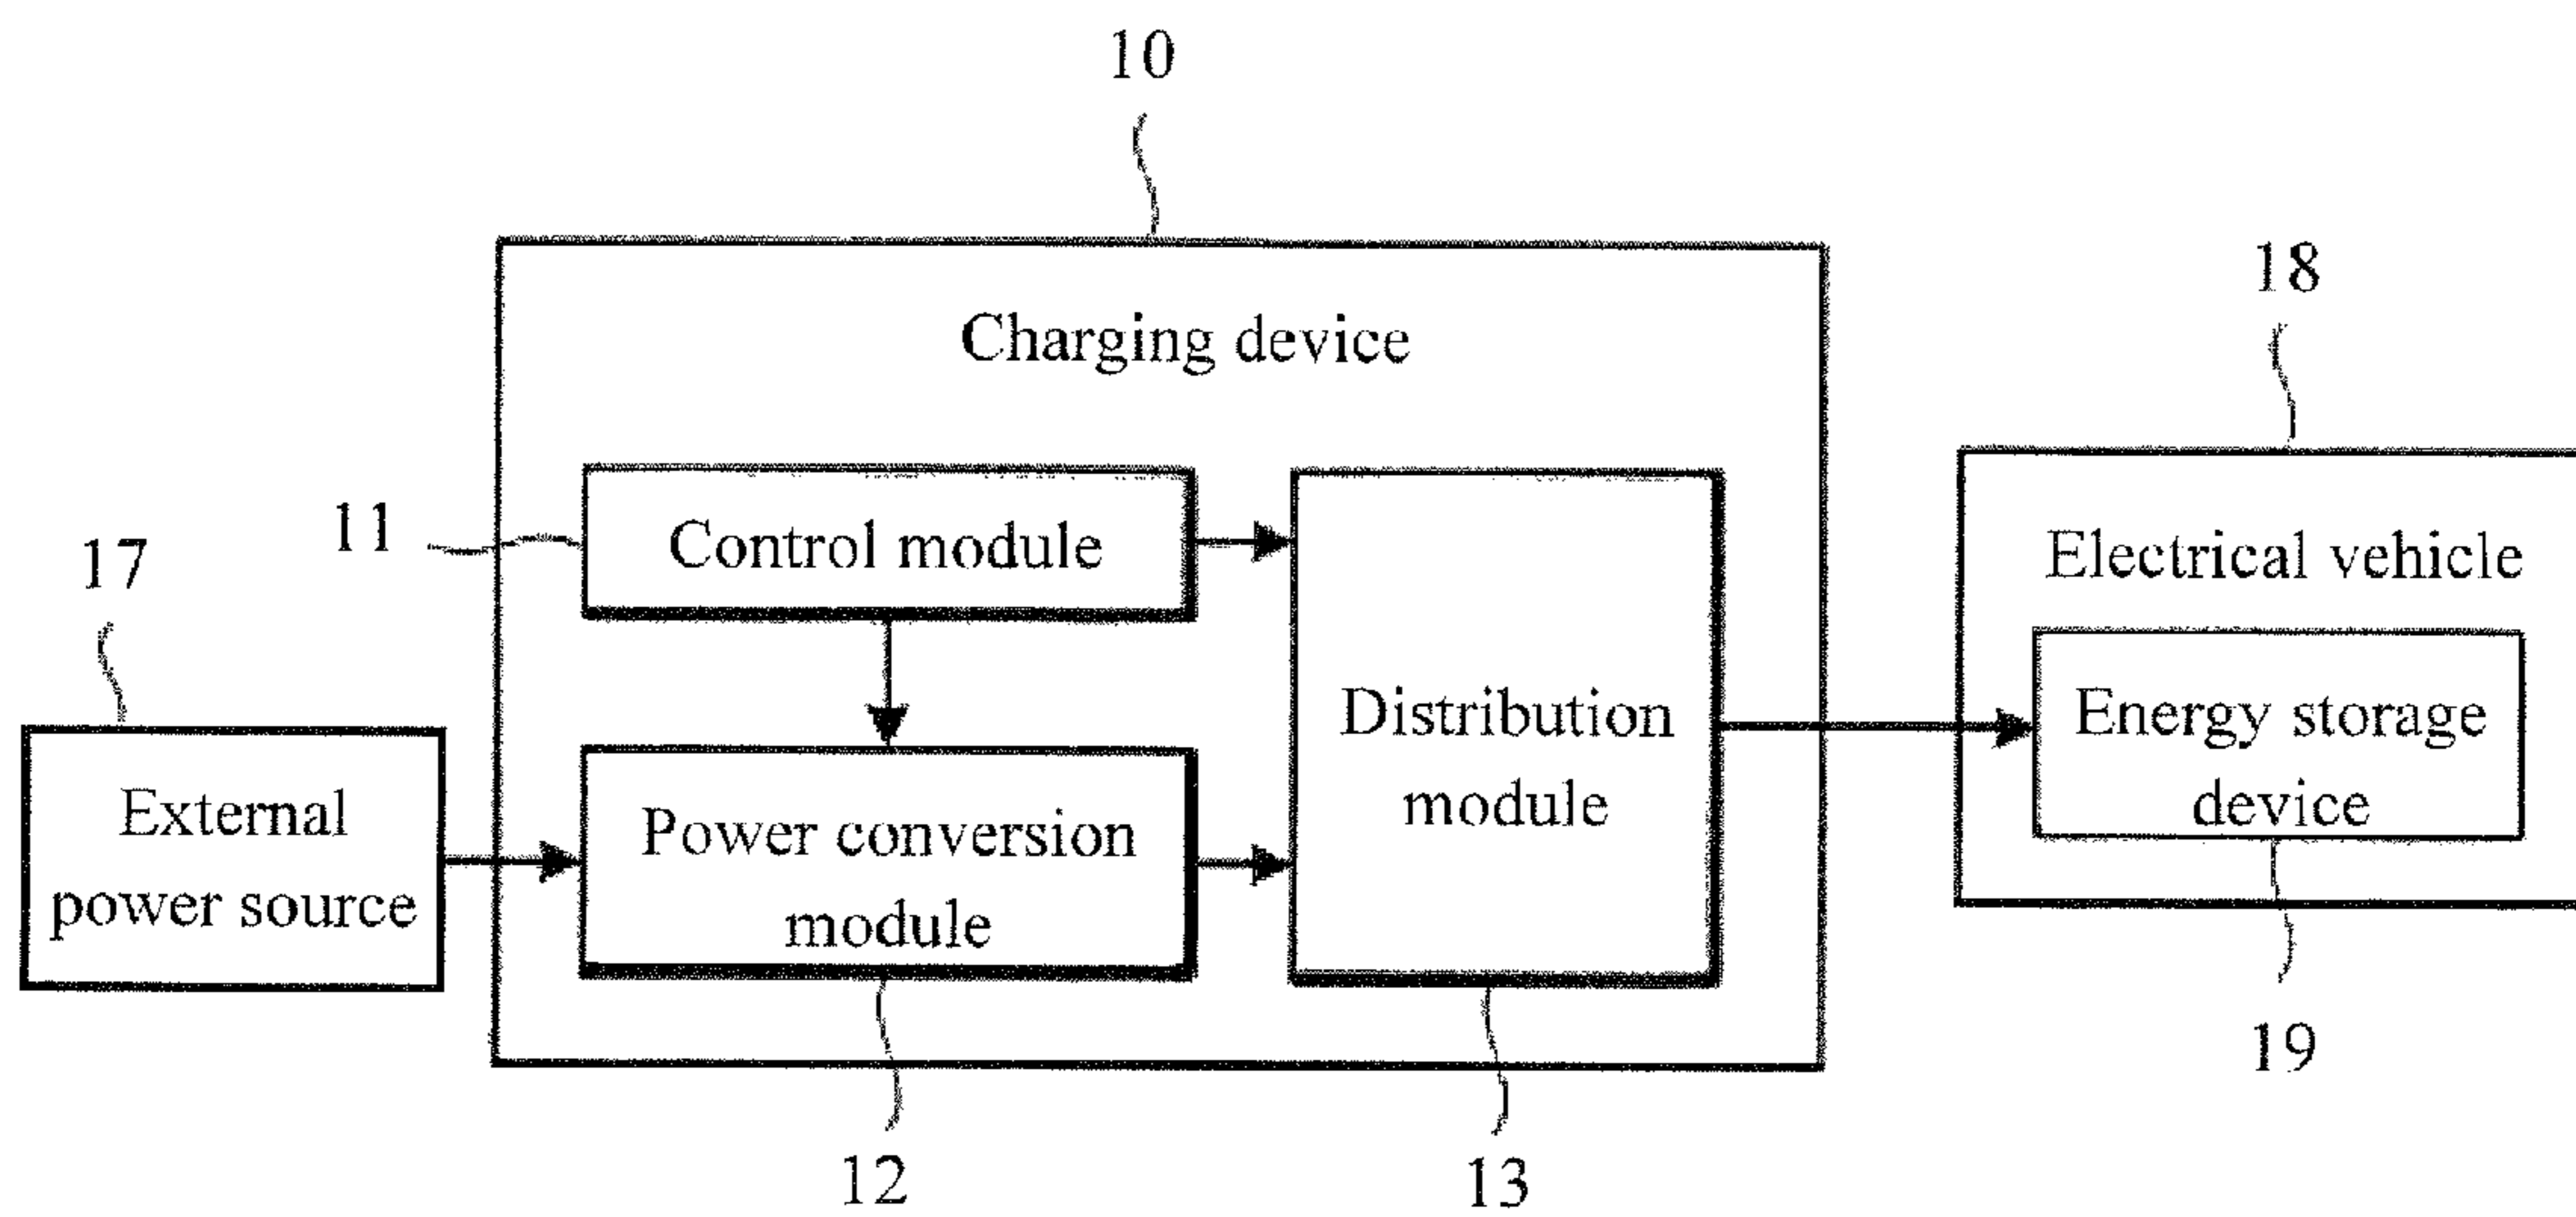 10
Charging device
18
11
Control module
17
Electrical vehicle
Distribution
module
Energy storage
device
External
power source
Power conversion
module
19
12
13